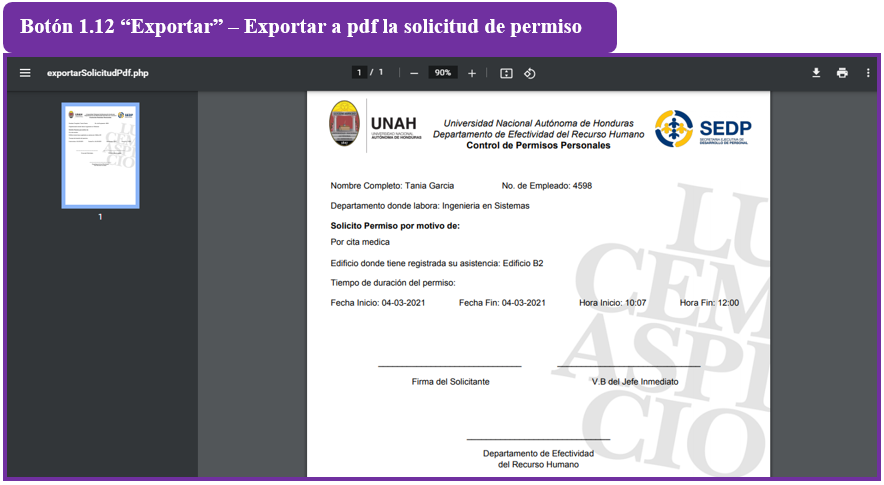 Botón 1.12 “Exportar” – Exportar a pdf la solicitud de permiso
exportarSolicitudPdf.php
1 / 1
90%
1
UNAH
UNIVERSIDAD NACIONAL
AUTÓNOMA DE HONDURAS
Universidad Nacional Autónoma de Honduras
Departamento de Efectividad del Recurso Humano
Control de Permisos Personales
SEDP
SECRETARÍA EJECUTIVA DE
DESARROLLO DE PERSONAL
Nombre Completo: Tania Garcia No. de Empleado: 4598
Departamento donde labora: Ingenieria en Sistemas
Solicito Permiso por motivo de:
Por cita medica
Edificio donde tiene registrada su asistencia: Edificio B2
Tiempo de duración del permiso:
Fecha Inicio: 04-03-2021 Fecha Fin: 04-03-2021 Hora Inicio: 10:07 Hora Fin: 12:00
LU
CEM
ASPI
CIO
Firma del Solicitante V.B del Jefe Inmediato
Departamento de Efectividad
del Recurso Humano